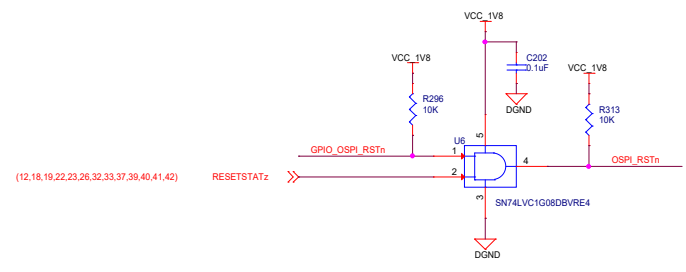 VCC_1V8
VCC_1V8
C202
0.1uF
VCC_1V8
DGND
R296
10K
R313
10K
U6
5
GPIO_OSPI_RSTn
1
4
OSPI_RSTn
2
(12,18,19,22,23,26,32,33,37,39,40,41,42)
RESETSTATz
3
SN74LVC1G08DBVRE4
DGND